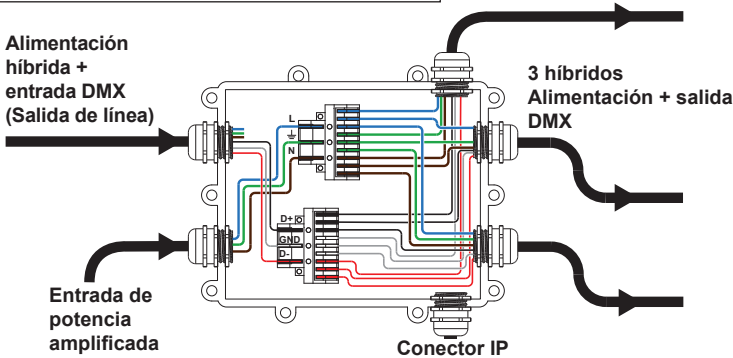 Alimentación
híbrida +
entrada DMX
(Salida de línea)
3 híbridos
Alimentación + salida
DMX
L
N
D+
GND
D-
Entrada de
potencia
amplificada
Conector IP